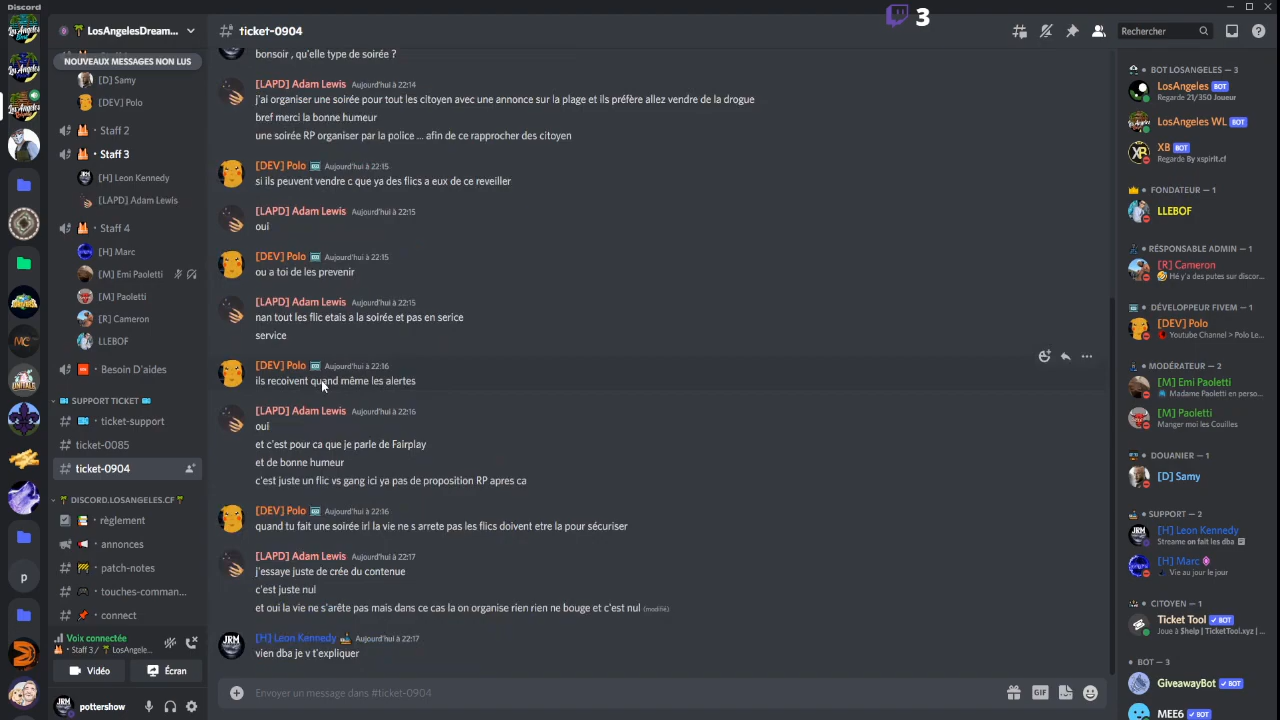 Discord
3
LosAngelesDream...
ticket-0904
Rechercher
NOUVEAUX MESSAGES NON LUS
[D] Samy
[DEV] Polo
Staff 2
Staff 3
[H] Leon Kennedy
[LAPD] Adam Lewis
Staff 4
[H] Marc
[M] Emi Paoletti
[M] Paoletti
[R] Cameron
LLEBOF
Besoin D'aides
SUPPORT TICKET
ticket-support
ticket-0085
ticket-0904
DISCORD.LOSANGELES.CF
règlement
annonces
patch-notes
touches-comman...
connect
Voix connectée
Staff 3 / LosAngele...
Vidéo
Écran
pottershow
bonsoir , qu'elle type de soirée ?
[LAPD] Adam Lewis Aujourd'hui à 22:14
j'ai organiser une soirée pour tout les citoyen avec une annonce sur la plage et ils préfère allez vendre de la drogue
bref merci la bonne humeur
une soirée RP organiser par la police ... afin de ce rapprocher des citoyen
[DEV] Polo Aujourd'hui à 22:15
si ils peuvent vendre c que ya des flics a eux de ce reveiller
[LAPD] Adam Lewis Aujourd'hui à 22:15
oui
[DEV] Polo Aujourd'hui à 22:15
ou a toi de les prevenir
[LAPD] Adam Lewis Aujourd'hui à 22:15
nan tout les flic etais a la soirée et pas en serice
service
[DEV] Polo Aujourd'hui à 22:16
ils recoivent quand même les alertes
[LAPD] Adam Lewis Aujourd'hui à 22:16
oui
et c'est pour ca que je parle de Fairplay
et de bonne humeur
c'est juste un flic vs gang ici ya pas de proposition RP apres ca
[DEV] Polo Aujourd'hui à 22:16
quand tu fait une soirée irl la vie ne s arrete pas les flics doivent etre la pour sécuriser
[LAPD] Adam Lewis Aujourd'hui à 22:17
j'essaye juste de crée du contenue
c'est juste nul
et oui la vie ne s'arête pas mais dans ce cas la on organise rien rien ne bouge et c'est nul (modifié)
[H] Leon Kennedy Aujourd'hui à 22:17
vien dba je v t'expliquer
Envoyer un message dans #ticket-0904
GIF
BOT LOSANGELES — 3
LosAngeles BOT
Regarde 21/350 Joueur
LosAngeles WL BOT
XB BOT
Regarde By xspirit.cf
FONDATEUR — 1
LLEBOF
RÉSPONSABLE ADMIN — 1
[R] Cameron
Hé y'a des putes sur discor...
DÉVELOPPEUR FIVEM — 1
[DEV] Polo
Youtube Channel > Polo Le...
MODÉRATEUR — 2
[M] Emi Paoletti
Madame Paoletti en perso...
[M] Paoletti
Manger moi les Couilles
DOUANIER — 1
[D] Samy
SUPPORT — 2
[H] Leon Kennedy
Streame on fait les dba
[H] Marc
Vie au jour le jour
CITOYEN — 1
Ticket Tool BOT
Joue à $help | TicketTool.xyz | ...
BOT — 3
GiveawayBot BOT
MEE6 BOT